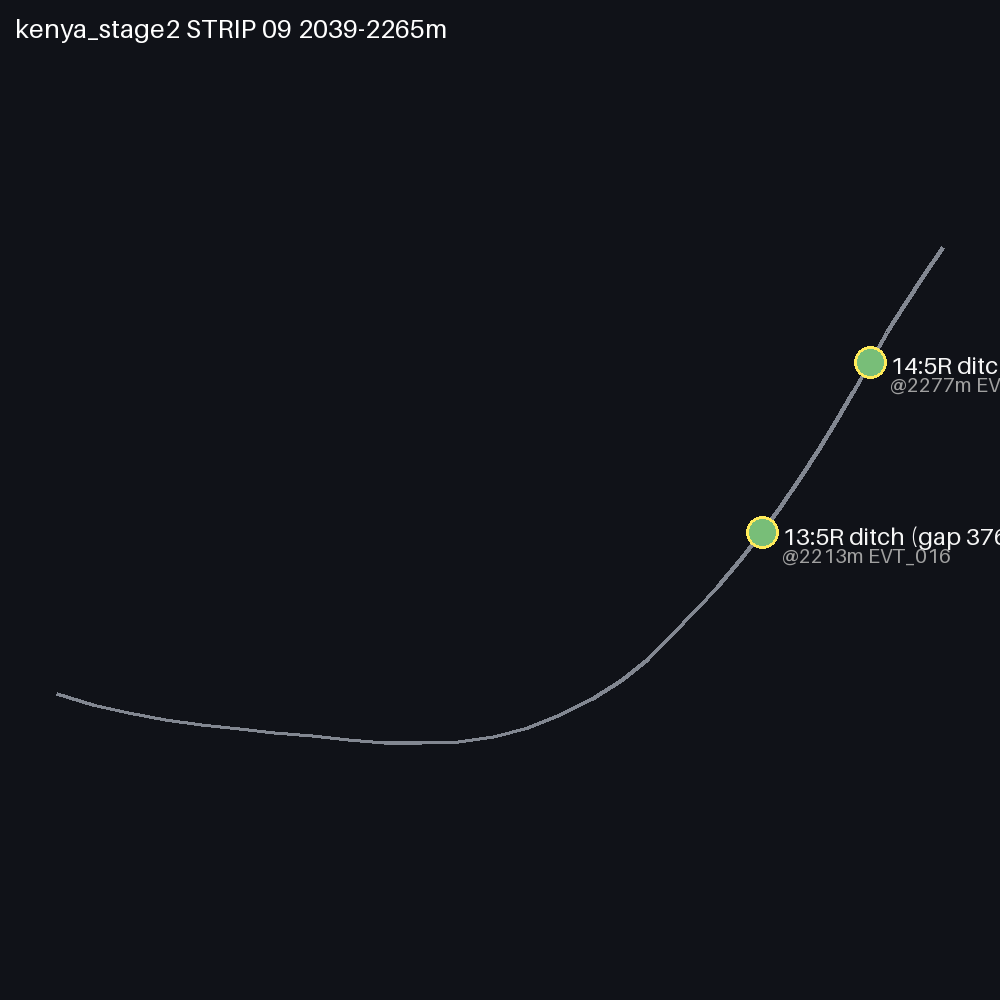 kenya_stage2 STRIP 09 2039-2265m
14:5R ditc
@2277m EV
13:5R ditch (gap 376
@2213m EVT_016